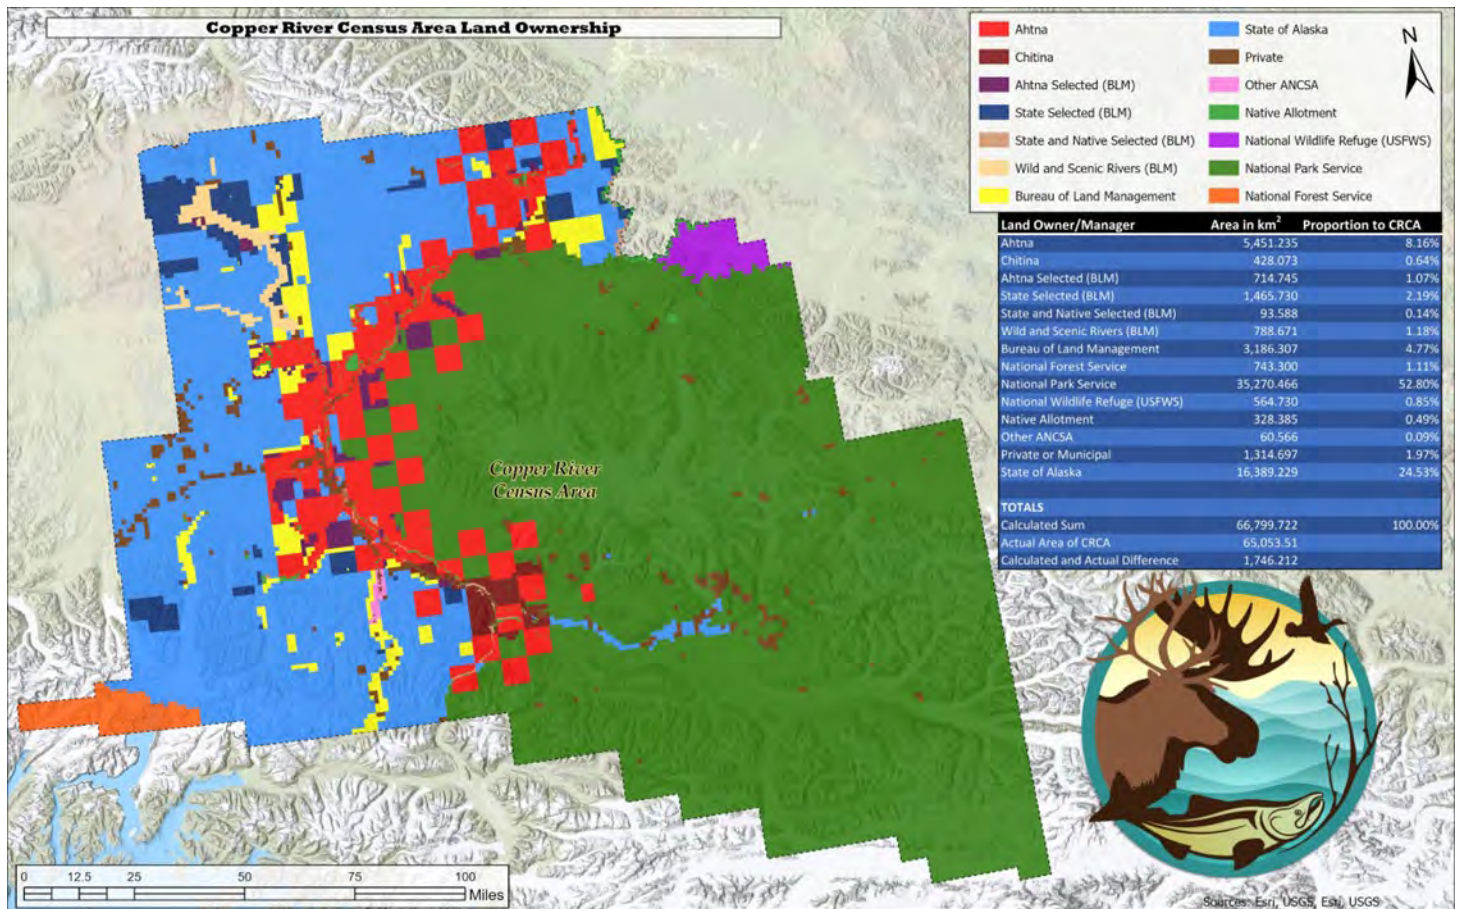 Copper River Census Area Land Ownership
Ahtna
Chitina
Ahtna Selected (BLM)
State Selected (BLM)
State and Native Selected (BLM)
Wild and Scenic Rivers (BLM)
Bureau of Land Management
State of Alaska
Private
Other ANCSA
Native Allotment
National Wildlife Refuge (USFWS)
National Park Service
National Forest Service
N
Land Owner/Manager Area in km² Proportion to CRCA
Ahtna 5,451.235 8.16%
Chitina 428.073 0.64%
Ahtna Selected (BLM) 714.745 1.07%
State Selected (BLM) 1,465.730 2.19%
State and Native Selected (BLM) 93.588 0.14%
Wild and Scenic Rivers (BLM) 788.671 1.18%
Bureau of Land Management 3,186.307 4.77%
National Forest Service 743.300 1.11%
National Park Service 35,270.466 52.80%
National Wildlife Refuge (USFWS) 564.730 0.85%
Native Allotment 328.385 0.49%
Other ANCSA 60.566 0.09%
Private or Municipal 1,314.697 1.97%
State of Alaska 16,389.229 24.53%
TOTALS
Calculated Sum 66,799.722 100.00%
Actual Area of CRCA 65,053.51
Calculated and Actual Difference 1,746.212
Copper River
Census Area
0 12.5 25 50 75 100
Miles
Sources: Esri, USGS, Esri, USGS